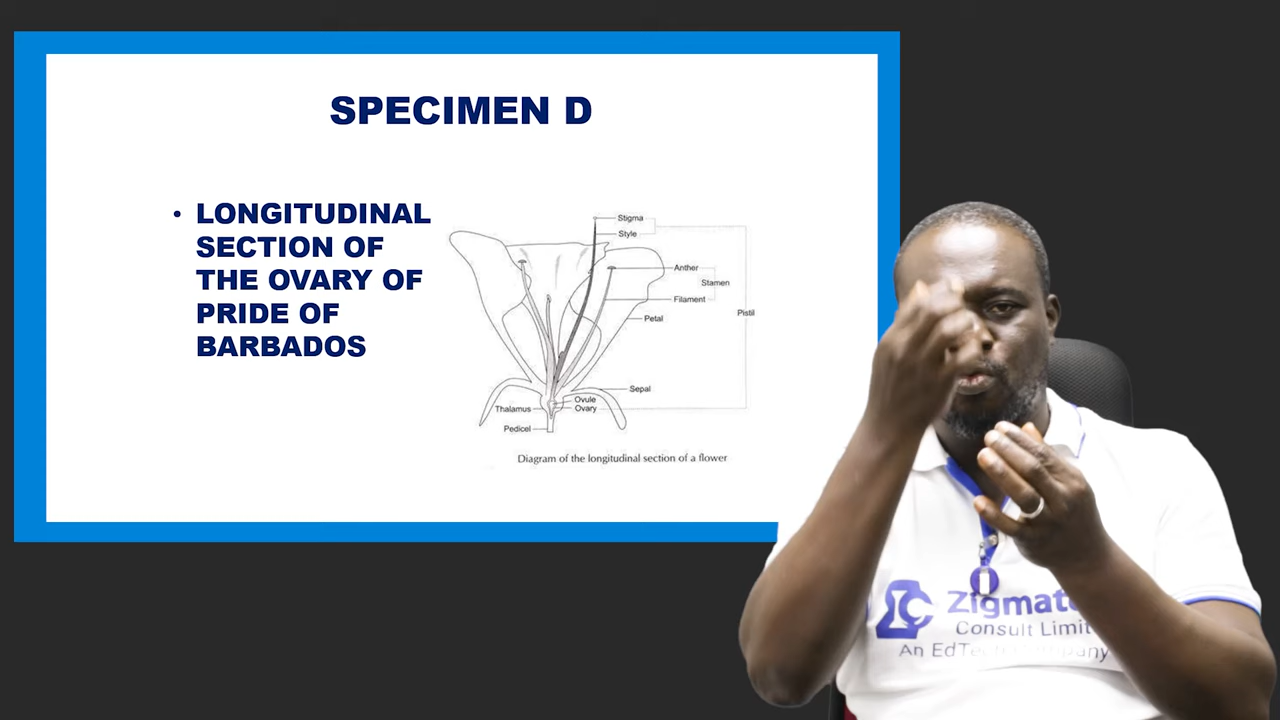 SPECIMEN D
• LONGITUDINAL
SECTION OF
THE OVARY OF
PRIDE OF
BARBADOS
Stigma
Style
Anther
Stamen
Filament
Pistil
Petal
Sepal
Ovule
Thalamus
Ovary
Pedicel
Diagram of the longitudinal section of a flower
Consult Limit
An